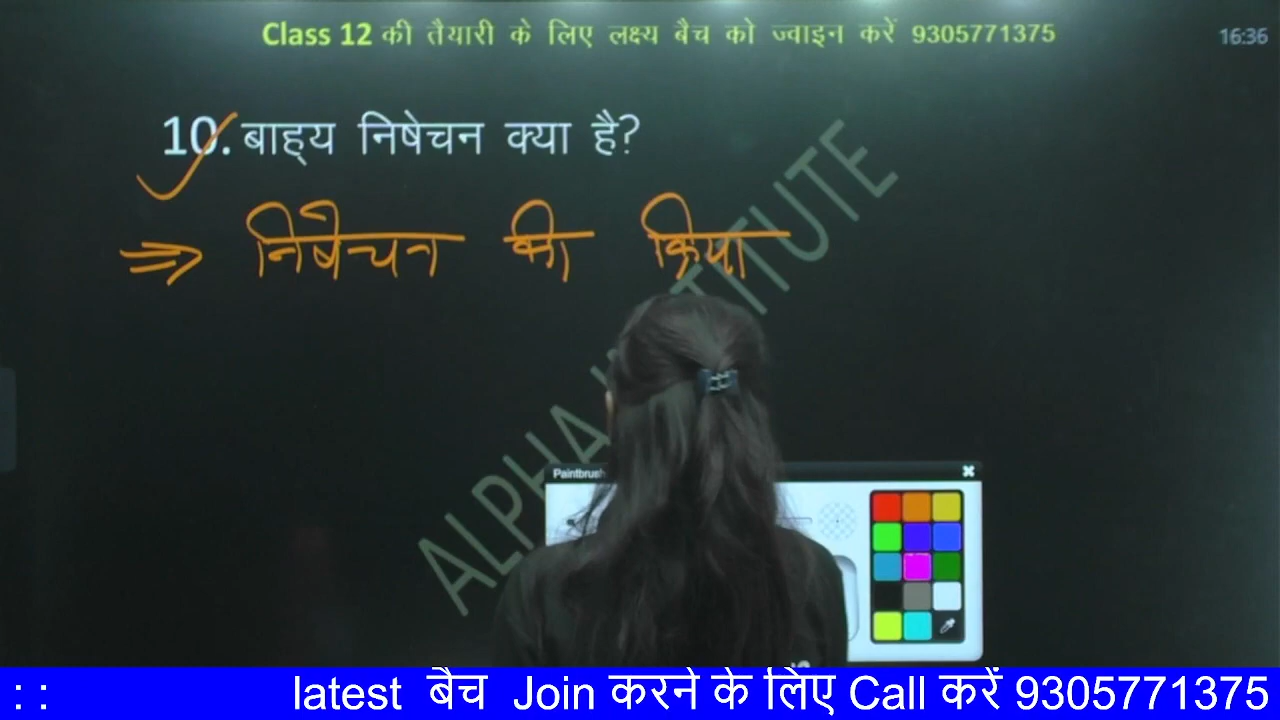 Class 12 की तैयारी के लिए लक्ष्य बैच को ज्वाइन करें 9305771375
16:36
10. बाह्य निषेचन क्या है?
⇒ निषेचन की क्रिया
ALPHA TITUTE
Paintbrush
: : latest बैच Join करने के लिए Call करें 9305771375